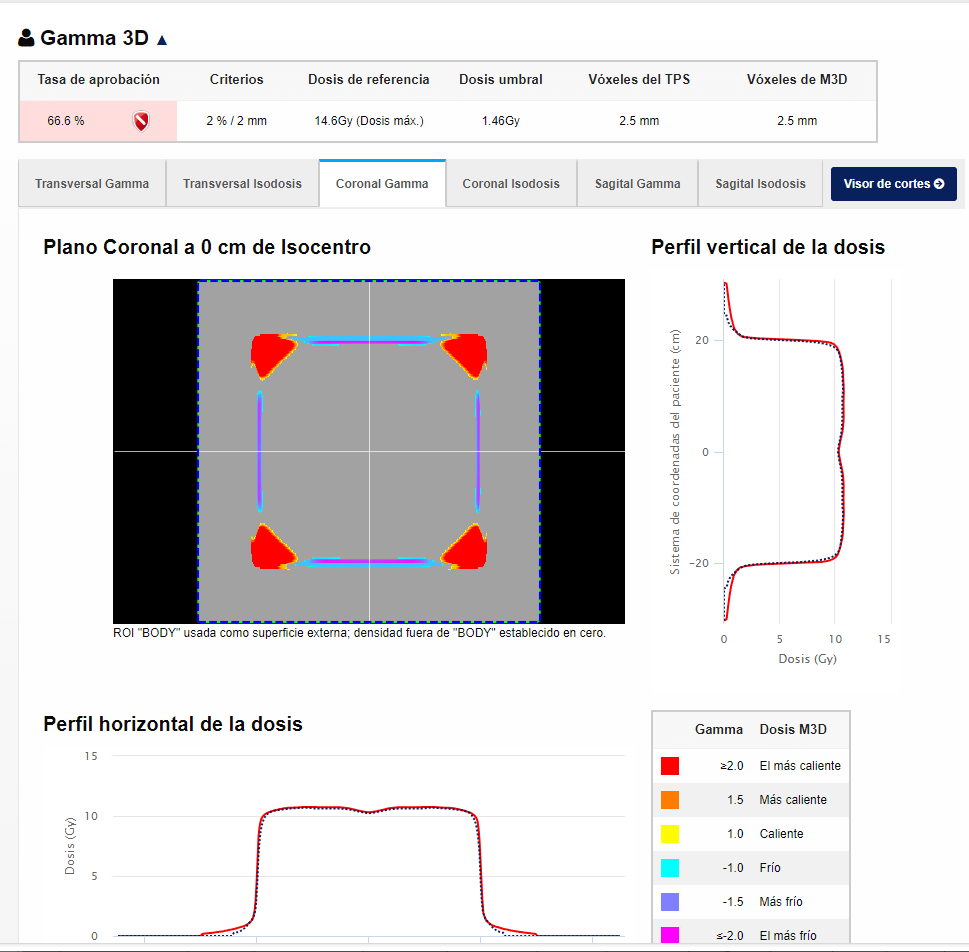 Gamma 3D ▲
Tasa de aprobación Criterios Dosis de referencia Dosis umbral Vóxeles del TPS Vóxeles de M3D
66.6 % 2 % / 2 mm 14.6Gy (Dosis máx.) 1.46Gy 2.5 mm 2.5 mm
Transversal Gamma Transversal Isodosis Coronal Gamma Coronal Isodosis Sagital Gamma Sagital Isodosis Visor de cortes
Plano Coronal a 0 cm de Isocentro
ROI "BODY" usada como superficie externa; densidad fuera de "BODY" establecido en cero.
Perfil vertical de la dosis
Sistema de coordenadas del paciente (cm)
20
0
−20
0 5 10 15
Dosis (Gy)
Perfil horizontal de la dosis
Dosis (Gy)
15
10
5
0
Gamma Dosis M3D
≥2.0 El más caliente
1.5 Más caliente
1.0 Caliente
-1.0 Frío
-1.5 Más frío
≤-2.0 El más frío